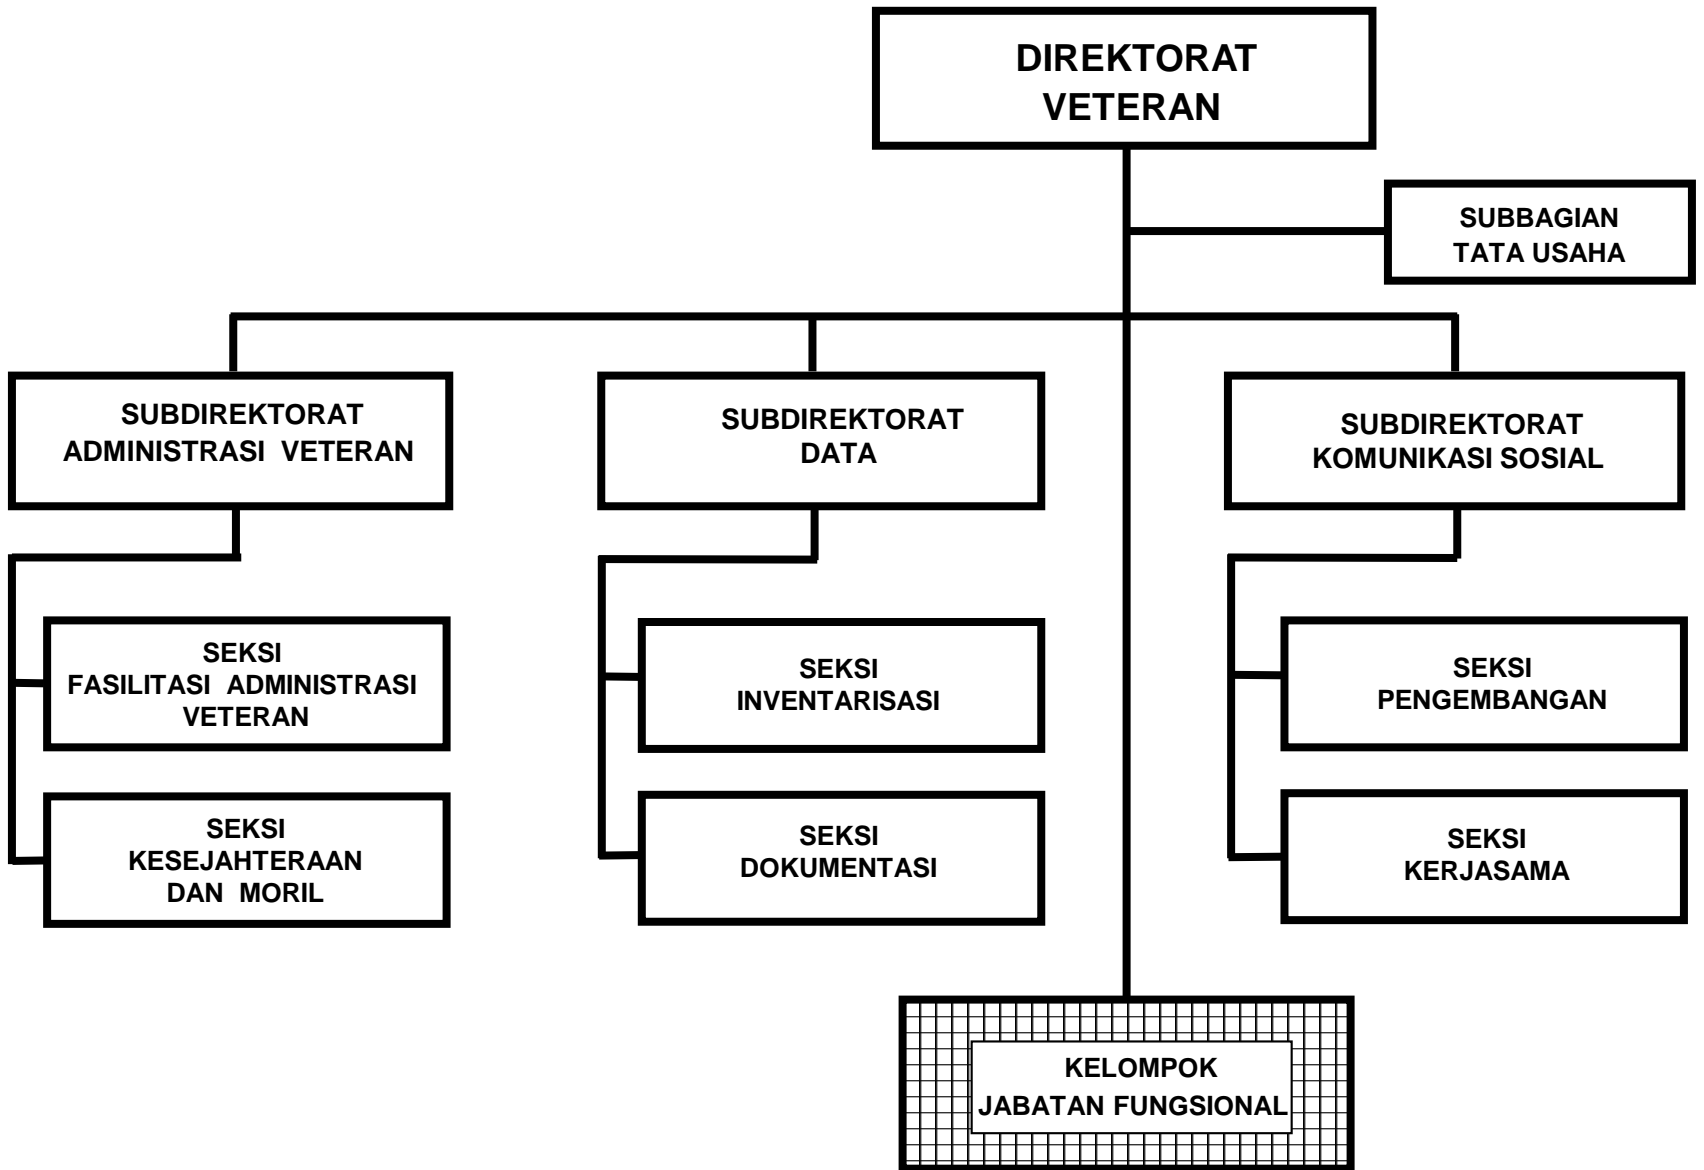 DIREKTORAT
VETERAN
SUBBAGIAN
TATA USAHA
SUBDIREKTORAT
ADMINISTRASI VETERAN
SUBDIREKTORAT
DATA
SUBDIREKTORAT
KOMUNIKASI SOSIAL
SEKSI
FASILITASI ADMINISTRASI
VETERAN
SEKSI
INVENTARISASI
SEKSI
PENGEMBANGAN
SEKSI
KESEJAHTERAAN
DAN MORIL
SEKSI
DOKUMENTASI
SEKSI
KERJASAMA
KELOMPOK
JABATAN FUNGSIONAL